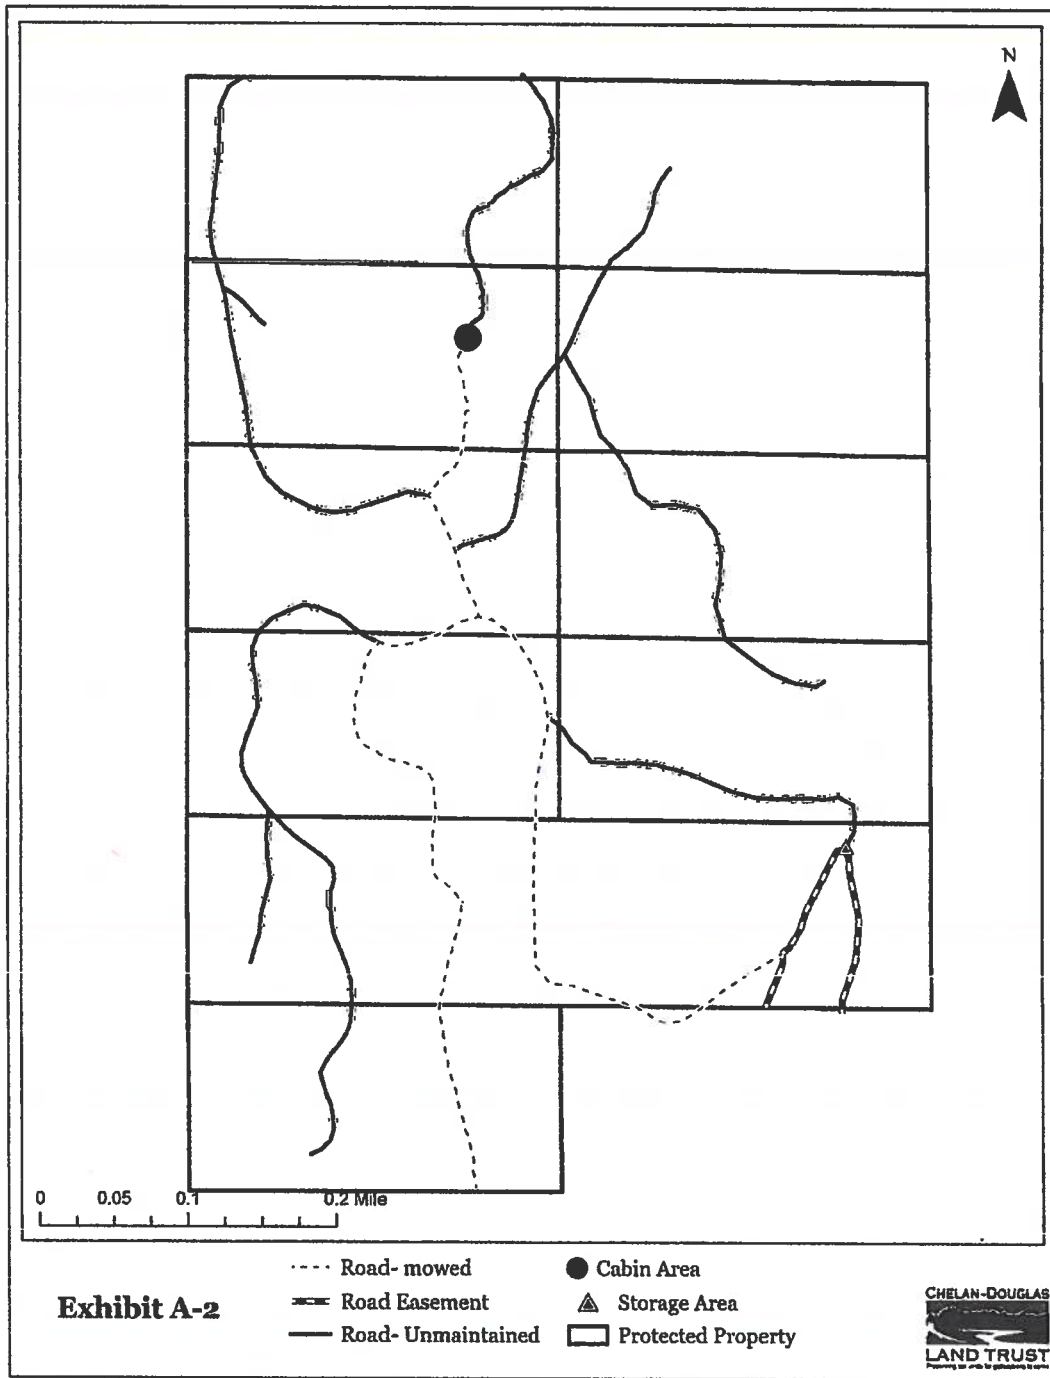 N
0 0.05 0.1 0.2 Mile
Exhibit A-2
Road- mowed
Road Easement
Road- Unmaintained
Cabin Area
Storage Area
Protected Property
CHELAN-DOUGLAS
LAND TRUST